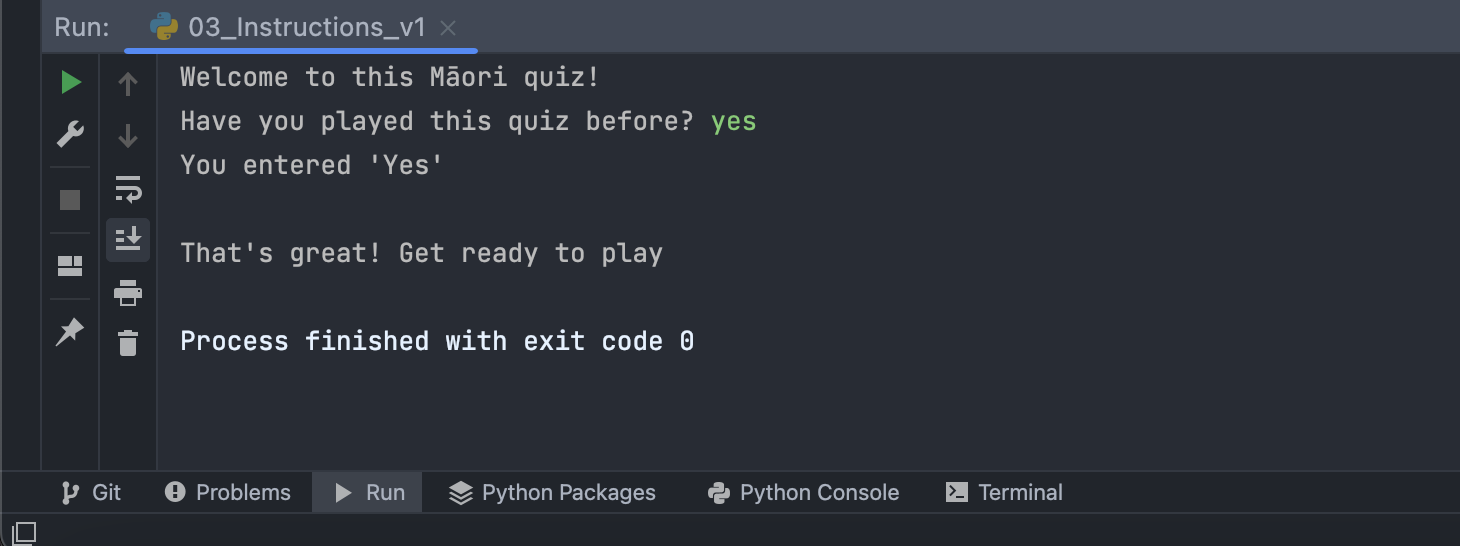 Run: 03_Instructions_v1
Welcome to this Māori quiz!
Have you played this quiz before? yes
You entered 'Yes'
That's great! Get ready to play
Process finished with exit code 0
Git Problems Run Python Packages Python Console Terminal